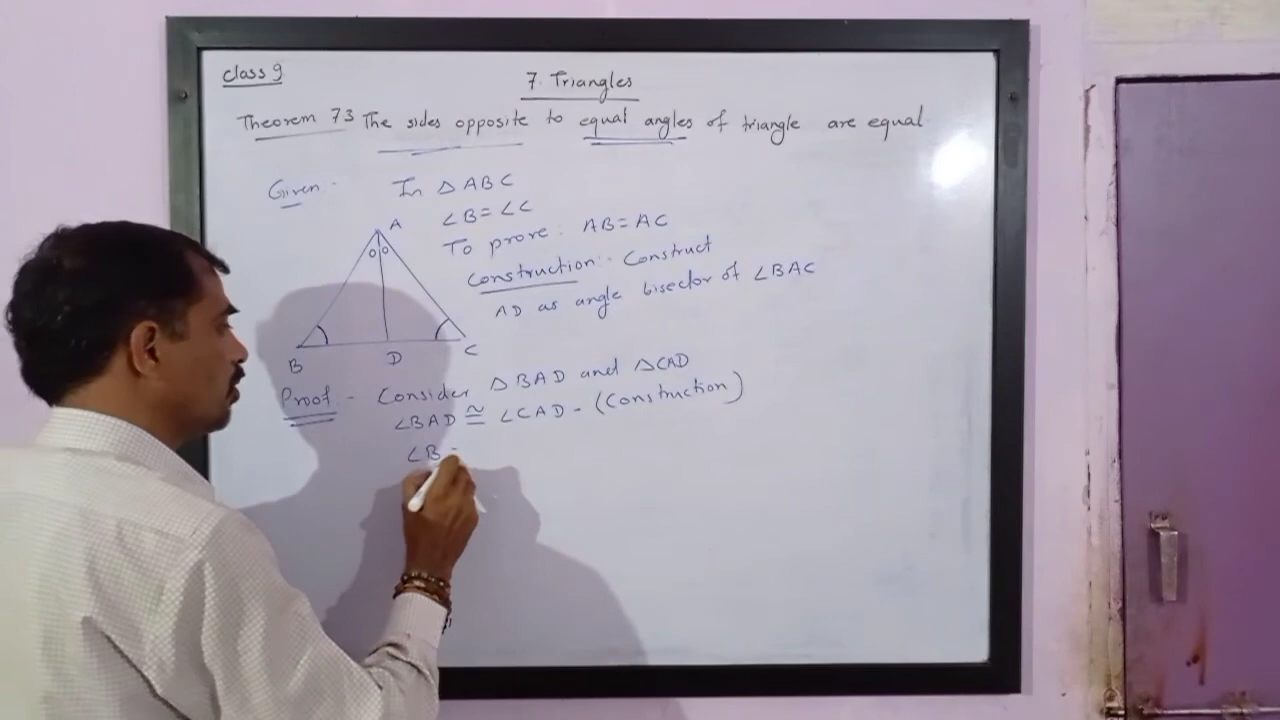 Class 9
7. Triangles
Theorem 7.3 The sides opposite to equal angles of triangle are equal
Given - In △ABC
∠B=∠C
To prove: AB=AC
Construction:- Construct
AD as angle bisector of ∠BAC
A
B D C
Proof - Consider △BAD and △CAD
∠BAD ≅ ∠CAD - (Construction)
∠B =